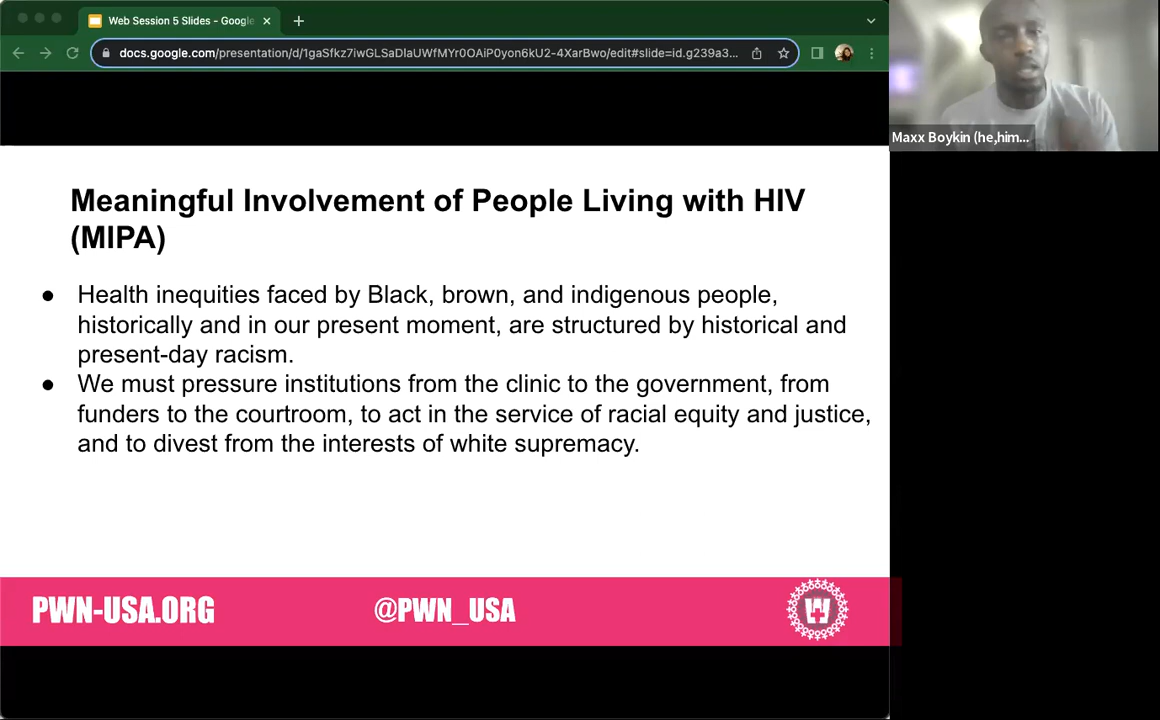 Web Session 5 Slides - Google
docs.google.com/presentation/d/1gaSfkz7iwGLSaDlaUWfMYr0OAiP0yon6kU2-4XarBwo/edit#slide=id.g239a3...
Maxx Boykin (he,him...
Meaningful Involvement of People Living with HIV
(MIPA)
● Health inequities faced by Black, brown, and indigenous people,
historically and in our present moment, are structured by historical and
present-day racism.
● We must pressure institutions from the clinic to the government, from
funders to the courtroom, to act in the service of racial equity and justice,
and to divest from the interests of white supremacy.
PWN-USA.ORG
@PWN_USA
W